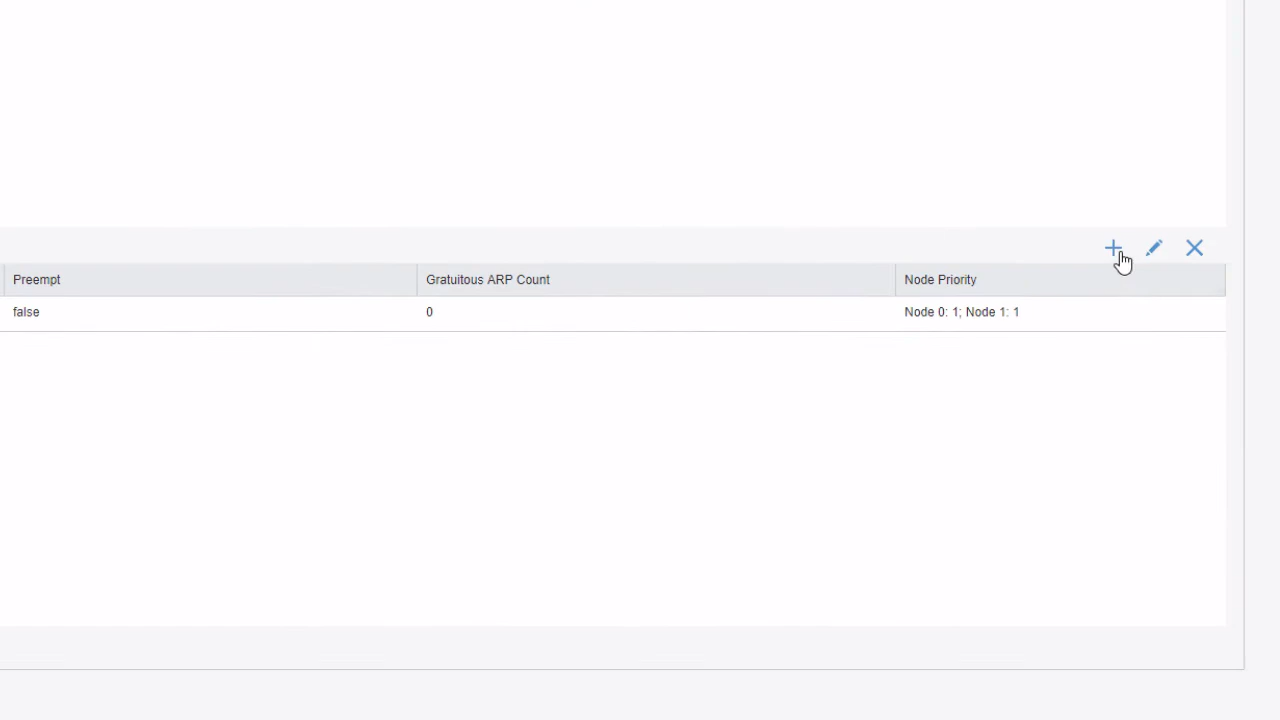 Preempt Gratuitous ARP Count Node Priority
false 0 Node 0: 1; Node 1: 1